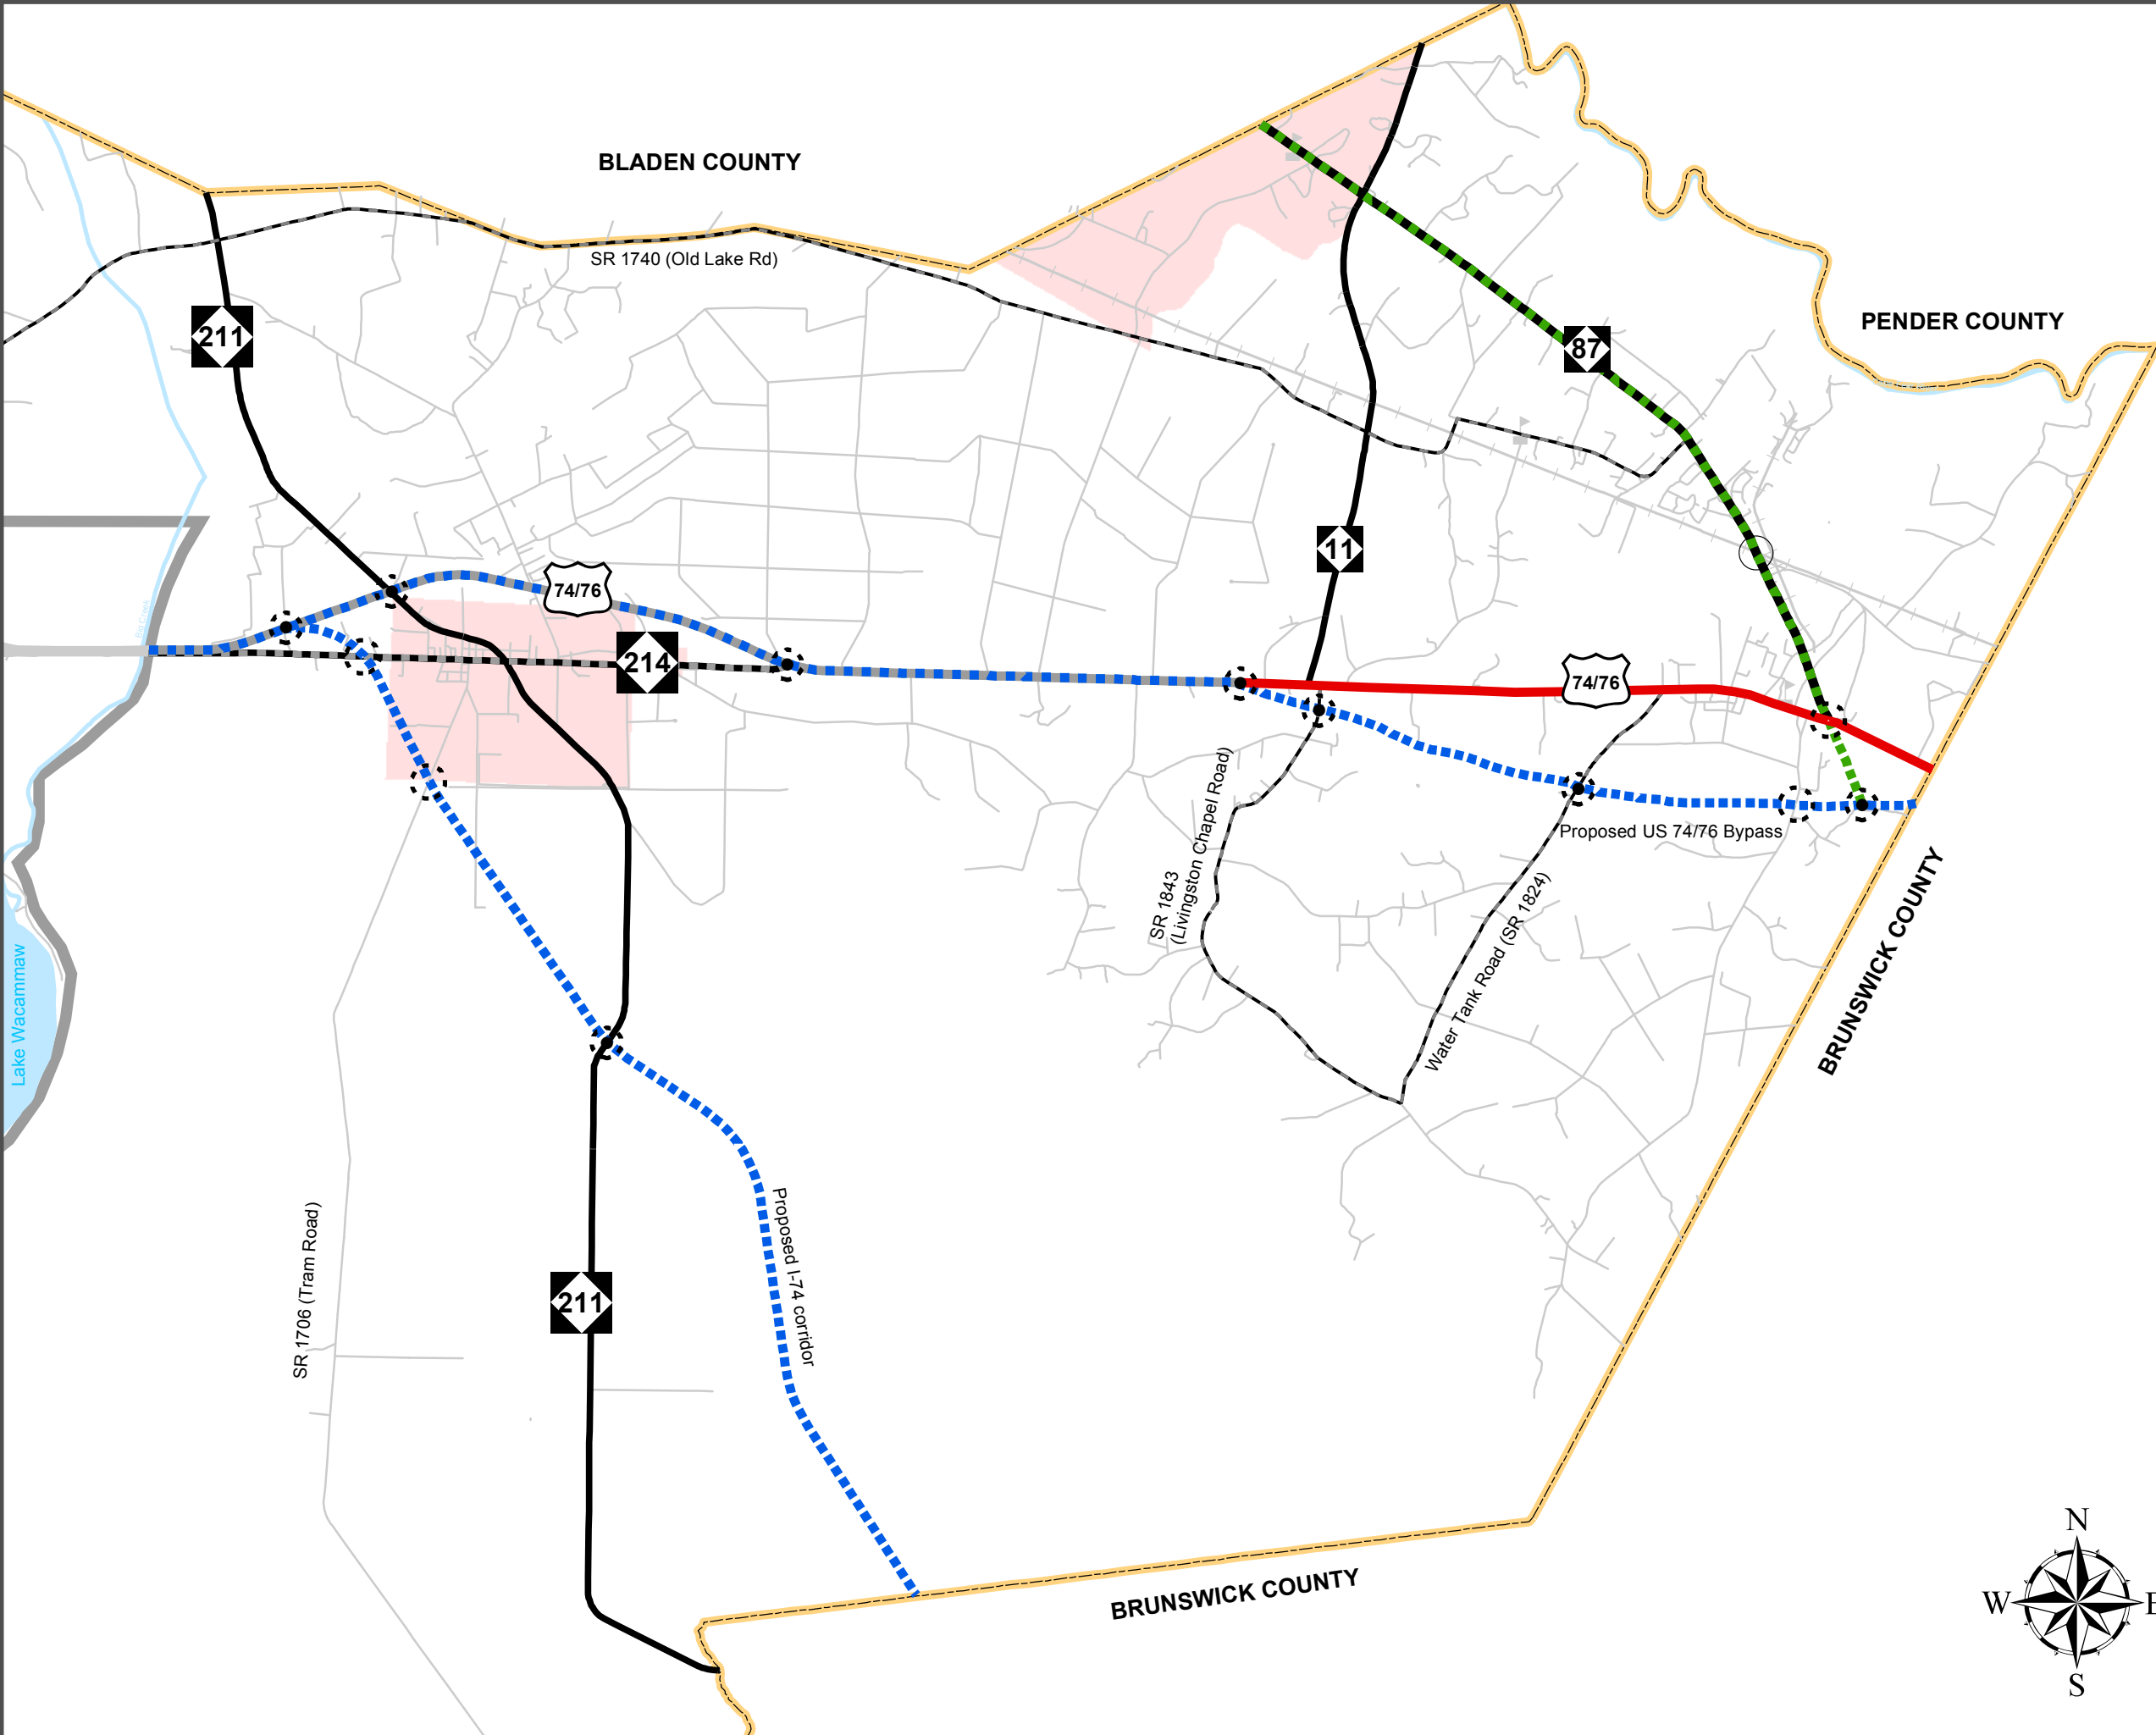 BLADEN COUNTY
SR 1740 (Old Lake Rd)
211
PENDER COUNTY
87
11
74/76
214
74/76
Proposed US 74/76 Bypass
SR 1843
(Livingston Chapel Road)
Water Tank Road (SR 1824)
BRUNSWICK COUNTY
Lake Wacammaw
SR 1706 (Tram Road)
Proposed I-74 corridor
211
BRUNSWICK COUNTY
N
W
E
S